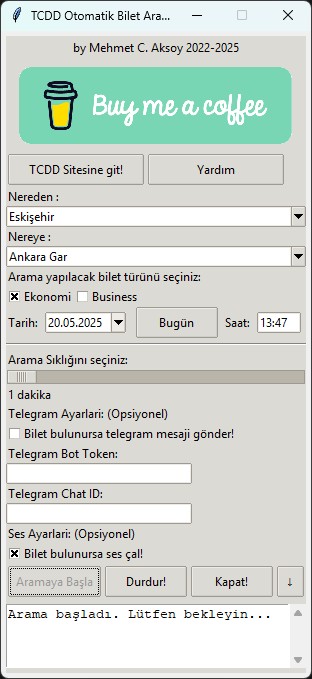 TCDD Otomatik Bilet Ara...
by Mehmet C. Aksoy 2022-2025
Buy me a coffee
TCDD Sitesine git! Yardım
Nereden :
Eskişehir
Nereye :
Ankara Gar
Arama yapılacak bilet türünü seçiniz:
Ekonomi Business
Tarih: 20.05.2025 Bugün Saat: 13:47
Arama Sıklığını seçiniz:
1 dakika
Telegram Ayarlari: (Opsiyonel)
Bilet bulunursa telegram mesaji gönder!
Telegram Bot Token:
Telegram Chat ID:
Ses Ayarlari: (Opsiyonel)
Bilet bulunursa ses çal!
Aramaya Başla Durdur! Kapat! ↓
Arama başladı. Lütfen bekleyin...